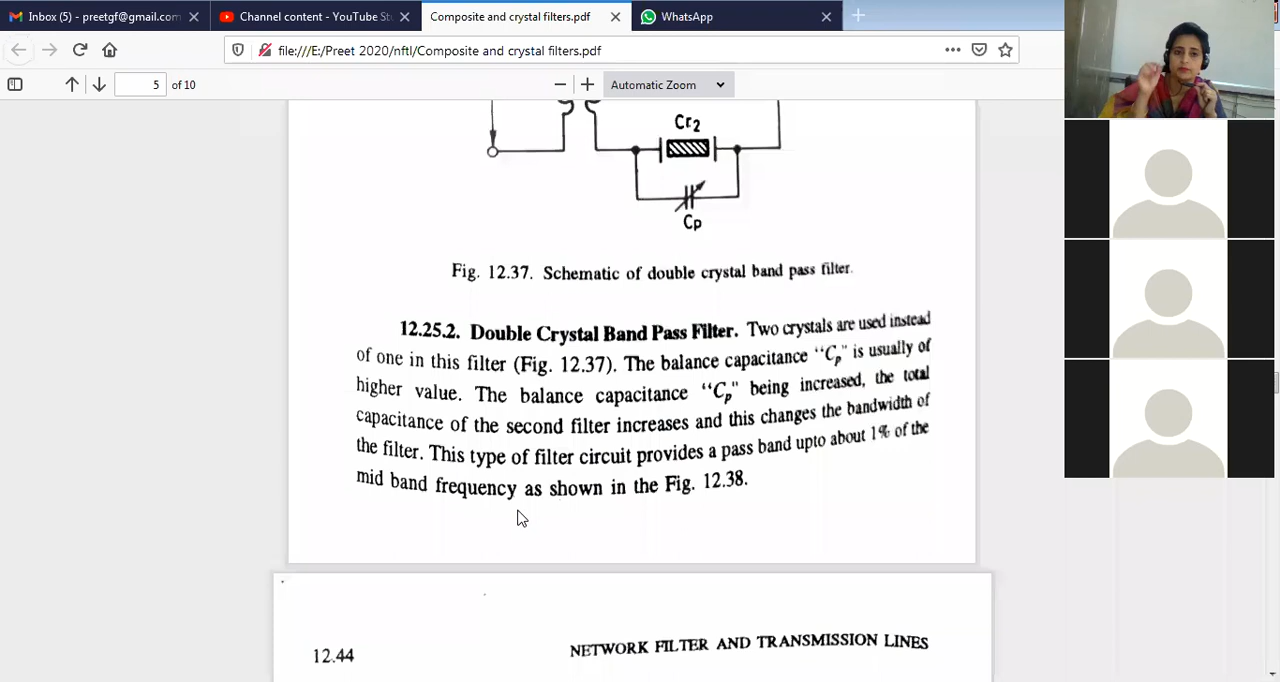 Inbox (5) - preetgf@gmail.com
Channel content - YouTube St
Composite and crystal filters.pdf
WhatsApp
file:///E:/Preet 2020/nftl/Composite and crystal filters.pdf
5 of 10
Automatic Zoom
Cr2
Cp
Fig. 12.37. Schematic of double crystal band pass filter.
12.25.2. Double Crystal Band Pass Filter. Two crystals are used instead
of one in this filter (Fig. 12.37). The balance capacitance "Cp" is usually of
higher value. The balance capacitance "Cp" being increased, the total
capacitance of the second filter increases and this changes the bandwidth of
the filter. This type of filter circuit provides a pass band upto about 1% of the
mid band frequency as shown in the Fig. 12.38.
12.44
NETWORK FILTER AND TRANSMISSION LINES